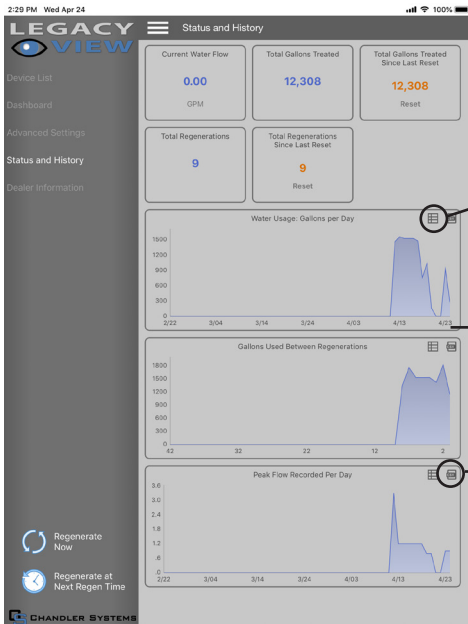 2:29 PM Wed Apr 24
100%
LEGACY
VIEW
Device List
Dashboard
Advanced Settings
Status and History
Dealer Information
Regenerate
Now
Regenerate at
Next Regen Time
CHANDLER SYSTEMS
Status and History
Current Water Flow
0.00
GPM
Total Gallons Treated
12,308
Total Gallons Treated
Since Last Reset
12,308
Reset
Total Regenerations
9
Total Regenerations
Since Last Reset
9
Reset
Water Usage: Gallons per Day
1500
1200
900
600
300
0
2/22 3/04 3/14 3/24 4/03 4/13 4/23
Gallons Used Between Regenerations
1800
1500
1200
900
600
300
0
42 32 22 12 2
Peak Flow Recorded Per Day
3.6
3.0
2.4
1.8
1.2
.6
.0
2/22 3/04 3/14 3/24 4/03 4/13 4/23